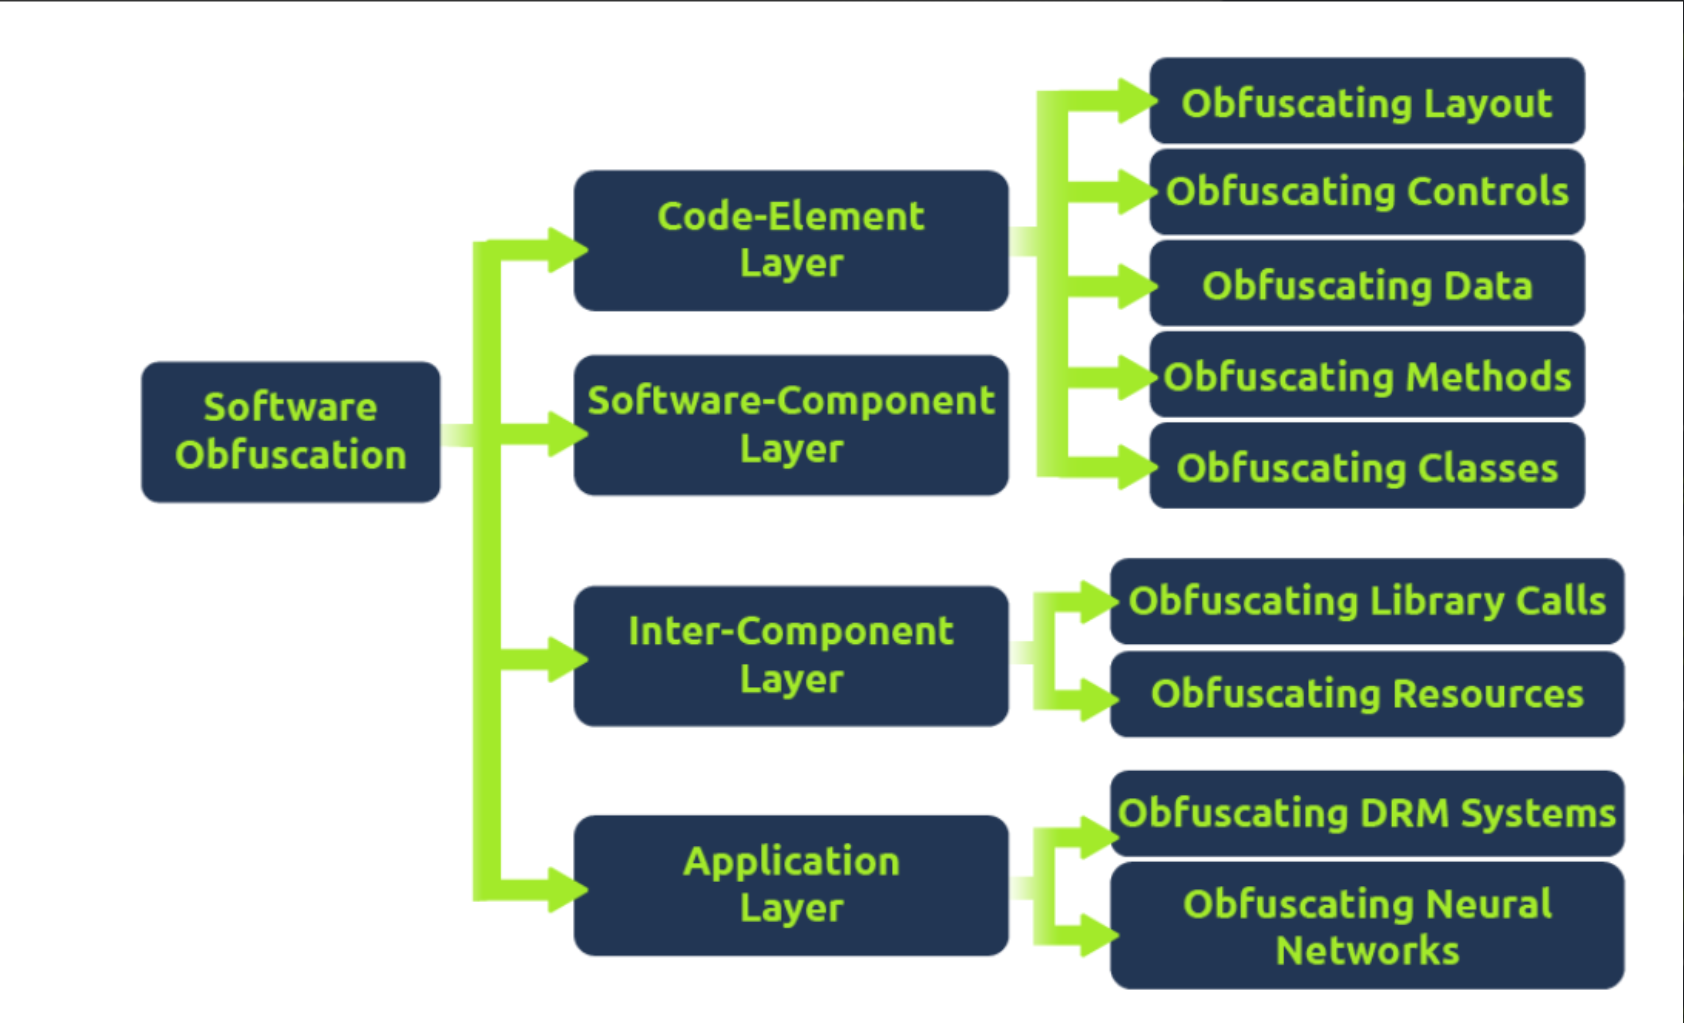 Software
Obfuscation
Code-Element
Layer
Software-Component
Layer
Inter-Component
Layer
Application
Layer
Obfuscating Layout
Obfuscating Controls
Obfuscating Data
Obfuscating Methods
Obfuscating Classes
Obfuscating Library Calls
Obfuscating Resources
Obfuscating DRM Systems
Obfuscating Neural
Networks